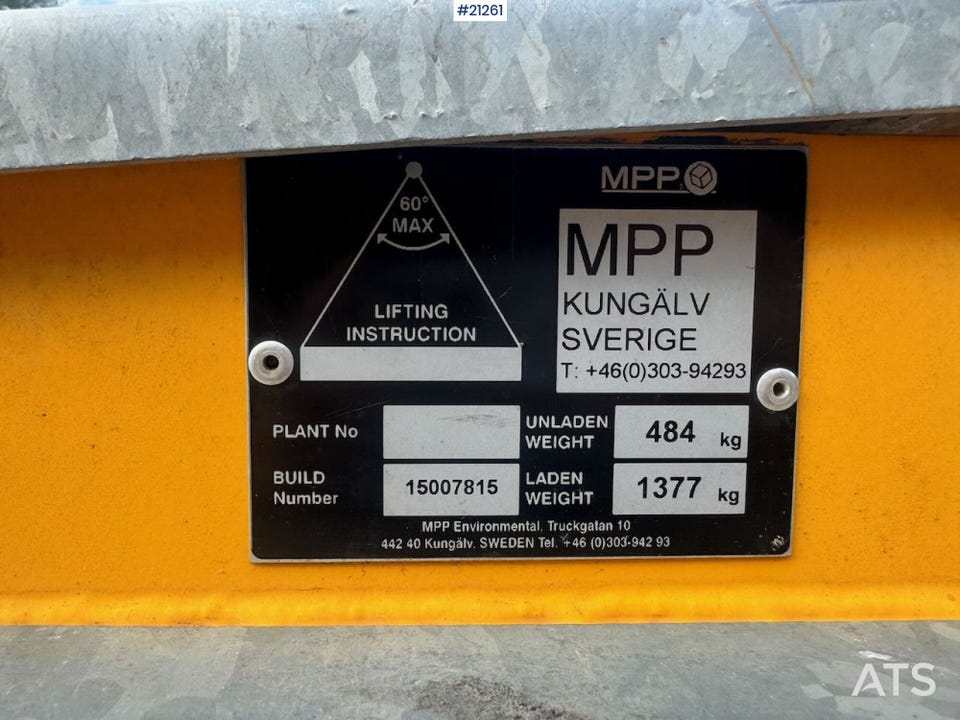 #21261
60°
MAX
LIFTING
INSTRUCTION
MPP
MPP
KUNGÄLV
SVERIGE
T: +46(0)303-94293
PLANT No
UNLADEN
WEIGHT
484 kg
BUILD
Number
15007815
LADEN
WEIGHT
1377 kg
MPP Environmental, Truckgatan 10
442 40 Kungälv. SWEDEN Tel. +46 (0)303-942 93
ATS